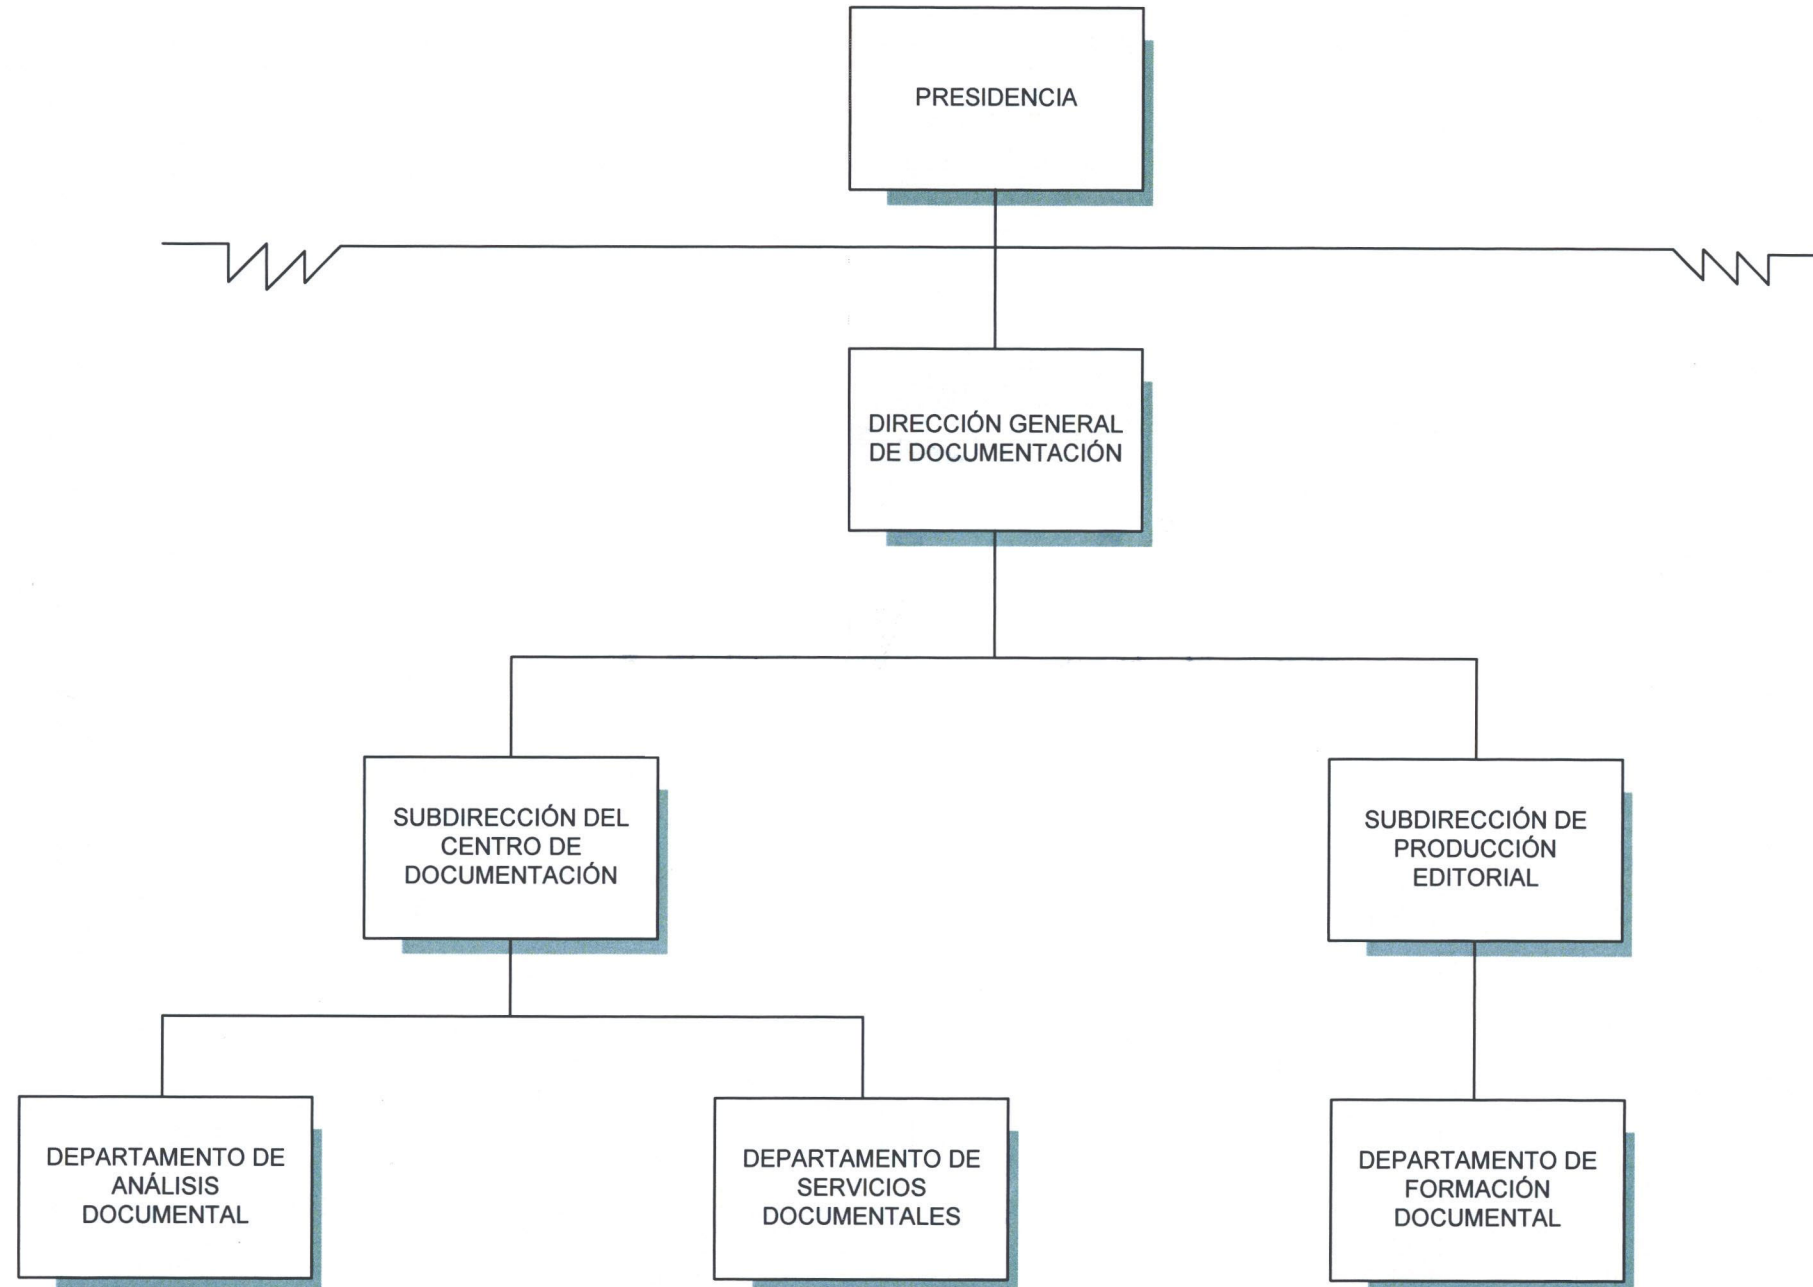 PRESIDENCIA
DIRECCIÓN GENERAL
DE DOCUMENTACIÓN
SUBDIRECCIÓN DEL
CENTRO DE
DOCUMENTACIÓN
SUBDIRECCIÓN DE
PRODUCCIÓN
EDITORIAL
DEPARTAMENTO DE
ANÁLISIS
DOCUMENTAL
DEPARTAMENTO DE
SERVICIOS
DOCUMENTALES
DEPARTAMENTO DE
FORMACIÓN
DOCUMENTAL